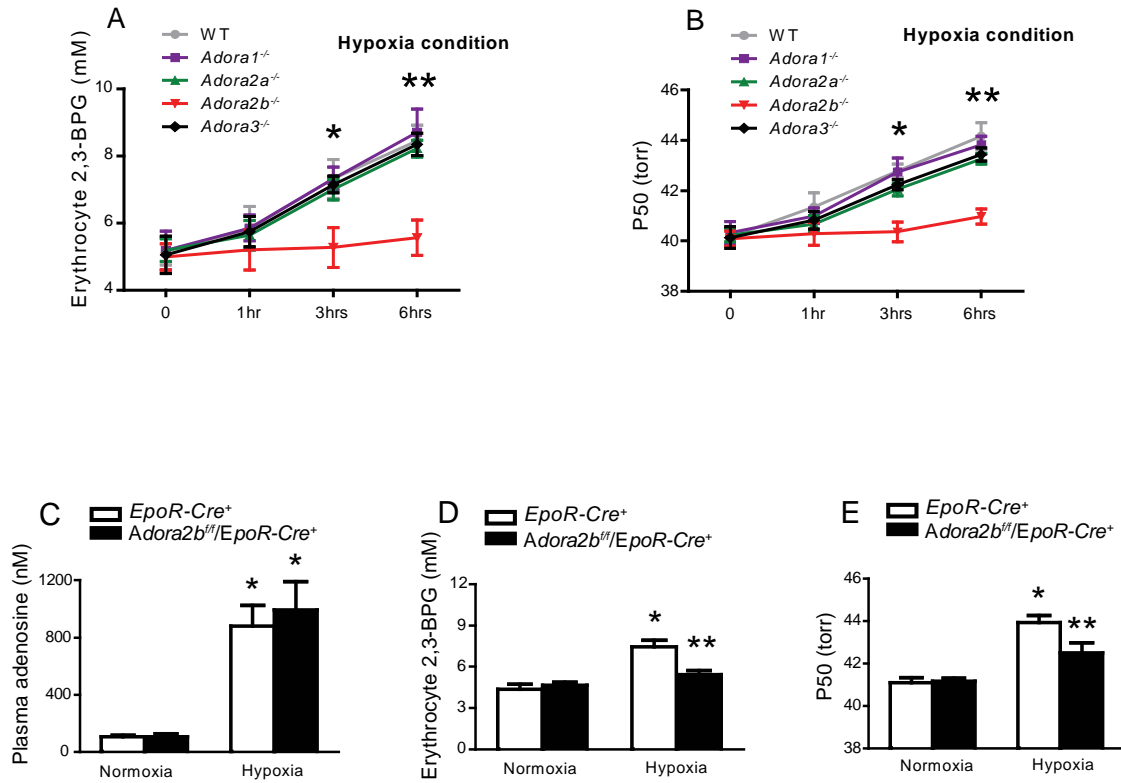 A
WT
Adora1-/-
Adora2a-/-
Adora2b-/-
Adora3-/-
Hypoxia condition
Erythrocyte 2,3-BPG (mM)
10
8
6
4
*
**
0
1hr
3hrs
6hrs
B
WT
Adora1-/-
Adora2a-/-
Adora2b-/-
Adora3-/-
Hypoxia condition
P50 (torr)
46
44
42
40
38
*
**
0
1hr
3hrs
6hrs
C
EpoR-Cre+
Adora2bf/f/EpoR-Cre+
Plasma adenosine (nM)
1200
800
400
0
*
*
Normoxia
Hypoxia
D
EpoR-Cre+
Adora2bf/f/EpoR-Cre+
Erythrocyte 2,3-BPG (mM)
12
9
6
3
0
*
**
Normoxia
Hypoxia
E
EpoR-Cre+
Adora2bf/f/EpoR-Cre+
P50 (torr)
46
44
41
40
38
*
**
Normoxia
Hypoxia